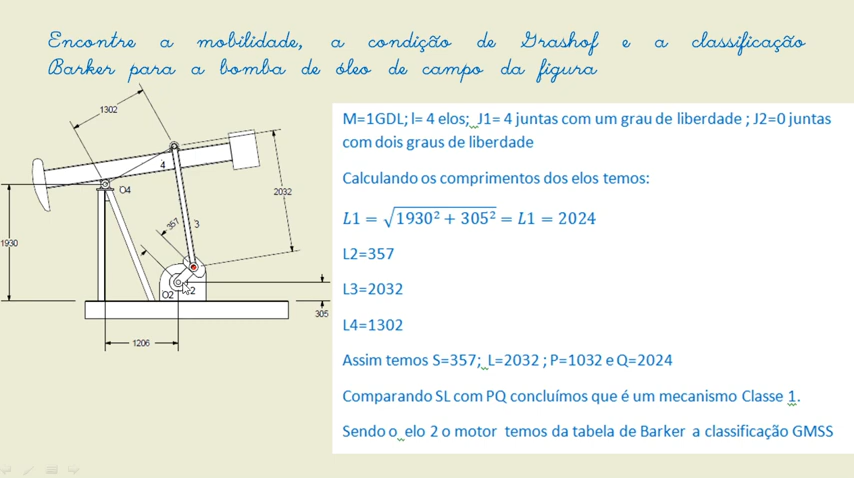 Encontre a mobilidade, a condição de Grashof e a classificação
Barker para a bomba de óleo de campo da figura
1302
4
O4
2032
357
3
1930
O2
2
305
1206
M=1GDL; l= 4 elos; J1= 4 juntas com um grau de liberdade ; J2=0 juntas
com dois graus de liberdade
Calculando os comprimentos dos elos temos:
L1 = √1930² + 305² = L1 = 2024
L2=357
L3=2032
L4=1302
Assim temos S=357; L=2032 ; P=1032 e Q=2024
Comparando SL com PQ concluímos que é um mecanismo Classe 1.
Sendo o elo 2 o motor temos da tabela de Barker a classificação GMSS